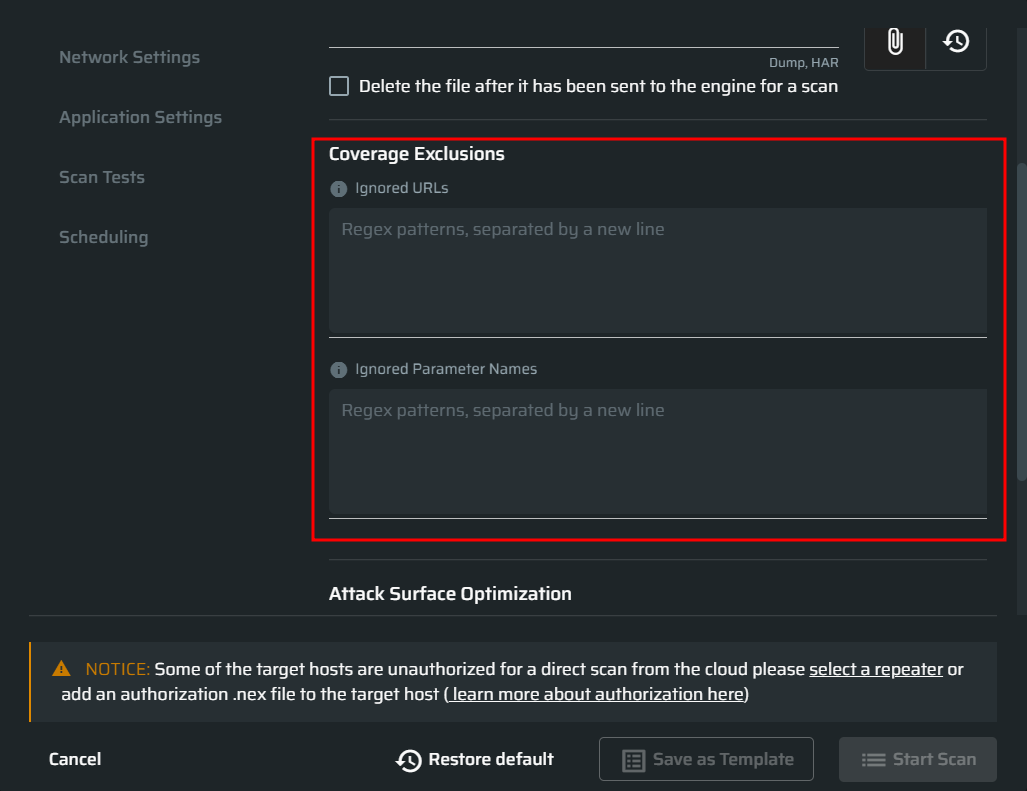 Network Settings
Application Settings
Scan Tests
Scheduling
Dump, HAR
Delete the file after it has been sent to the engine for a scan
Coverage Exclusions
Ignored URLs
Regex patterns, separated by a new line
Ignored Parameter Names
Regex patterns, separated by a new line
Attack Surface Optimization
NOTICE: Some of the target hosts are unauthorized for a direct scan from the cloud please select a repeater or
add an authorization .nex file to the target host ( learn more about authorization here)
Cancel
Restore default
Save as Template
Start Scan